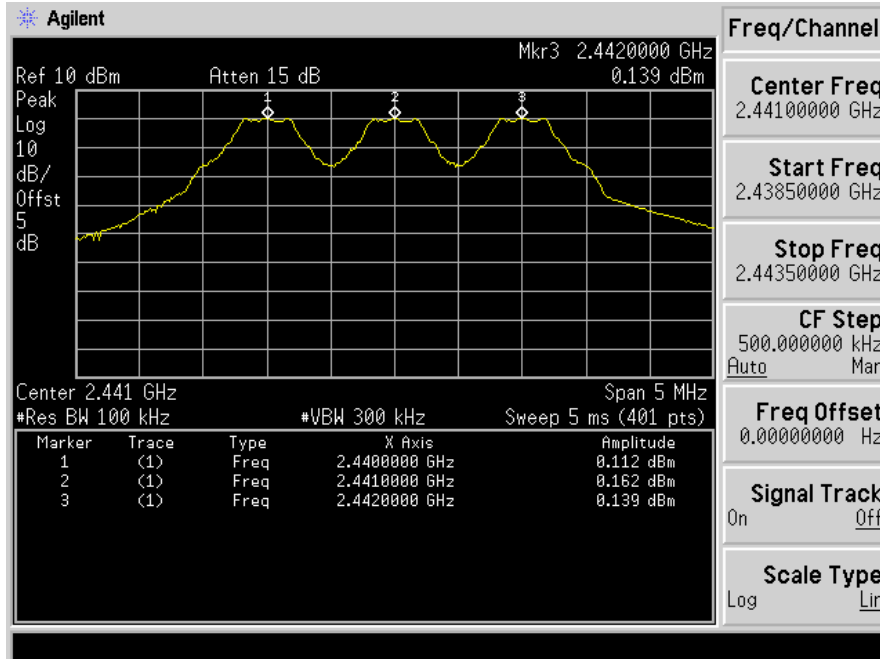 Agilent
Freq/Channel
Mkr3 2.4420000 GHz
Ref 10 dBm Atten 15 dB 0.139 dBm
Peak
Log
10
dB/
Offst
5
dB
1 2 3
Center 2.441 GHz Span 5 MHz
#Res BW 100 kHz #VBW 300 kHz Sweep 5 ms (401 pts)
Marker Trace Type X Axis Amplitude
1 (1) Freq 2.4400000 GHz 0.112 dBm
2 (1) Freq 2.4410000 GHz 0.162 dBm
3 (1) Freq 2.4420000 GHz 0.139 dBm
Center Freq
2.44100000 GHz
Start Freq
2.43850000 GHz
Stop Freq
2.44350000 GHz
CF Step
500.000000 kHz
Auto Man
Freq Offset
0.00000000 Hz
Signal Track
On Off
Scale Type
Log Lin